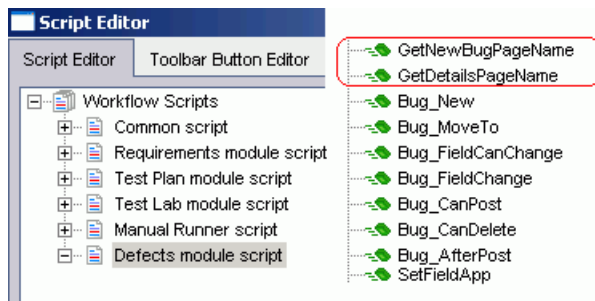 Script Editor
Script Editor
Toolbar Button Editor
Workflow Scripts
Common script
Requirements module script
Test Plan module script
Test Lab module script
Manual Runner script
Defects module script
GetNewBugPageName
GetDetailsPageName
Bug_New
Bug_MoveTo
Bug_FieldCanChange
Bug_FieldChange
Bug_CanPost
Bug_CanDelete
Bug_AfterPost
SetFieldApp